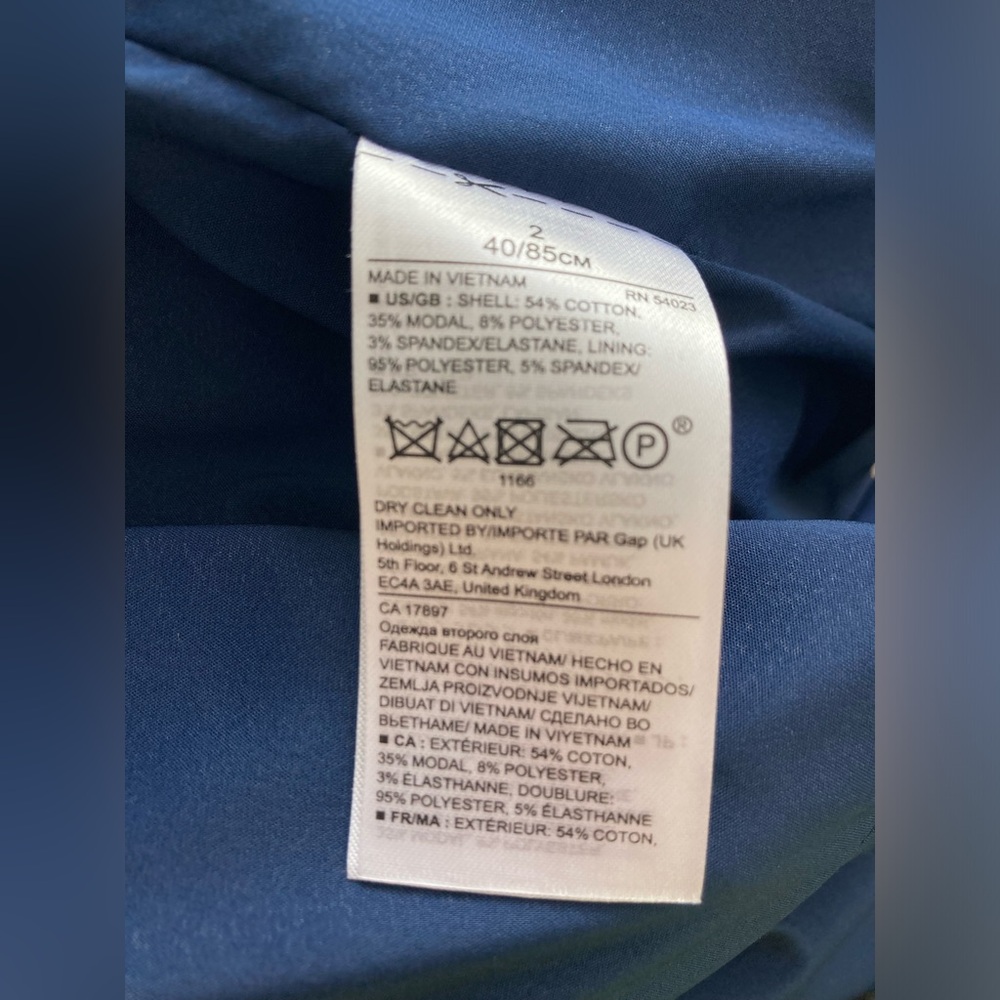 2
40/85CM
MADE IN VIETNAM
RN 54023
■ US/GB : SHELL: 54% COTTON,
35% MODAL, 8% POLYESTER,
3% SPANDEX/ELASTANE, LINING:
95% POLYESTER, 5% SPANDEX/
ELASTANE
P ®
1166
DRY CLEAN ONLY
IMPORTED BY/IMPORTE PAR Gap (UK
Holdings) Ltd.
5th Floor, 6 St Andrew Street London
EC4A 3AE, United Kingdom
CA 17897
Одежда второго слоя
FABRIQUE AU VIETNAM/ HECHO EN
VIETNAM CON INSUMOS IMPORTADOS/
ZEMLJA PROIZVODNJE VIJETNAM/
DIBUAT DI VIETNAM/ СДЕЛАНО ВО
ВЬЕТНАМЕ/ MADE IN VIYETNAM
■ CA : EXTÉRIEUR: 54% COTON,
35% MODAL, 8% POLYESTER,
3% ÉLASTHANNE, DOUBLURE:
95% POLYESTER, 5% ÉLASTHANNE
■ FR/MA : EXTÉRIEUR: 54% COTON,